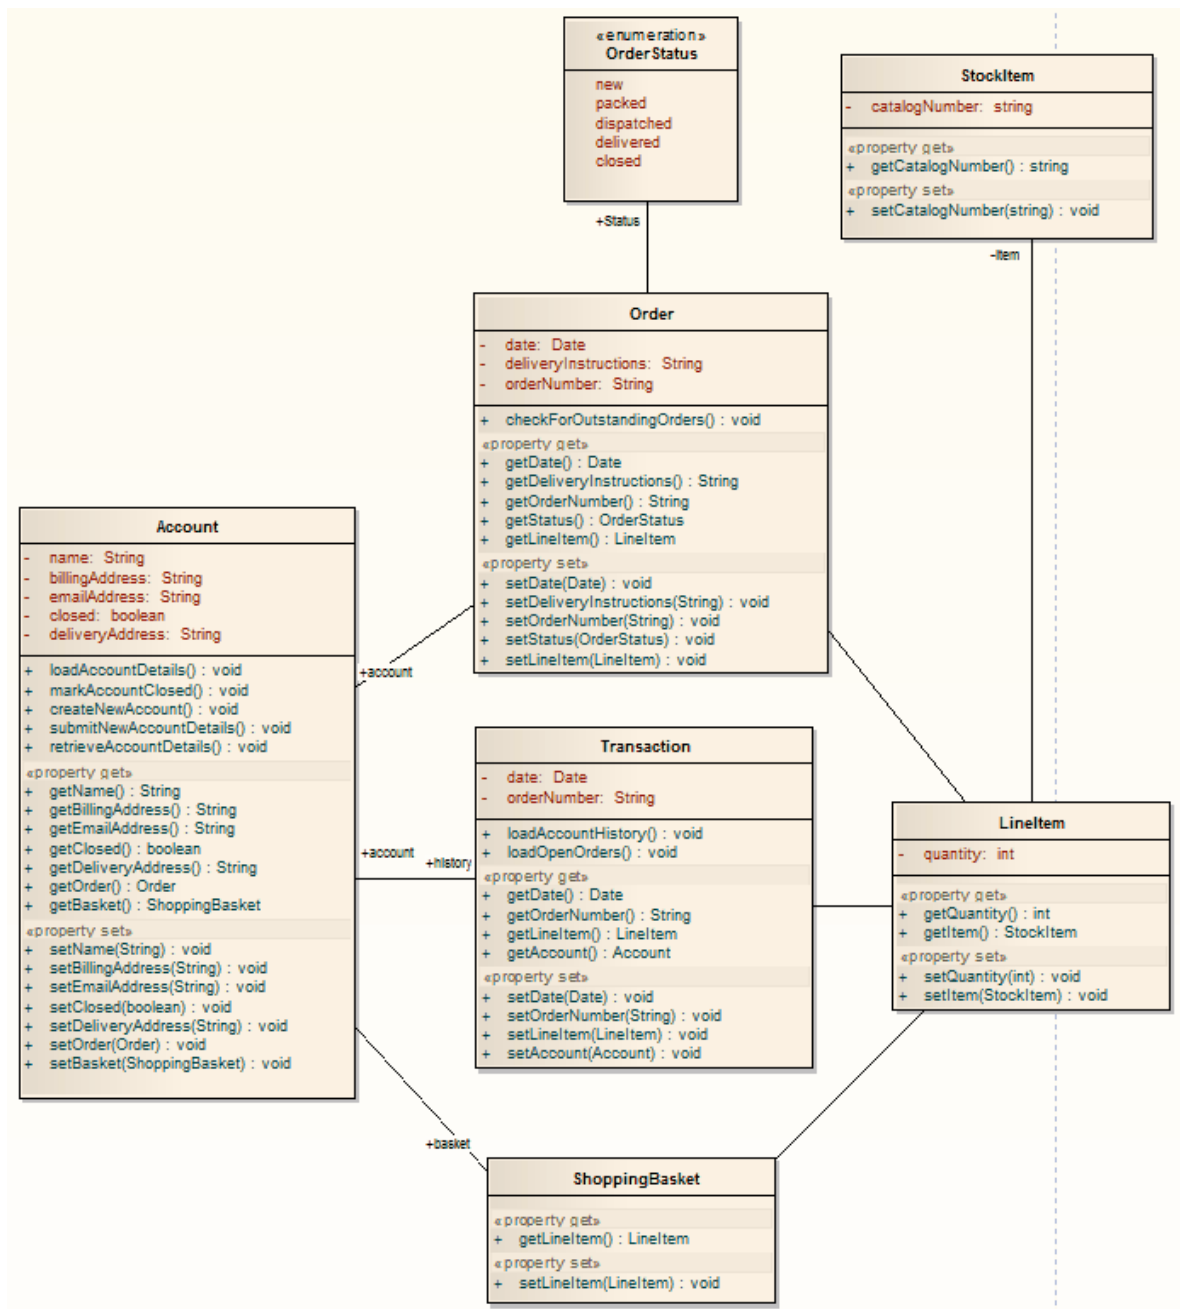 «enumeration»
OrderStatus
new
packed
dispatched
delivered
closed
+Status
StockItem
- catalogNumber: string
«property get»
+ getCatalogNumber() : string
«property set»
+ setCatalogNumber(string) : void
-Item
Order
- date: Date
- deliveryInstructions: String
- orderNumber: String
+ checkForOutstandingOrders() : void
«property get»
+ getDate() : Date
+ getDeliveryInstructions() : String
+ getOrderNumber() : String
+ getStatus() : OrderStatus
+ getLineItem() : LineItem
«property set»
+ setDate(Date) : void
+ setDeliveryInstructions(String) : void
+ setOrderNumber(String) : void
+ setStatus(OrderStatus) : void
+ setLineItem(LineItem) : void
Account
- name: String
- billingAddress: String
- emailAddress: String
- closed: boolean
- deliveryAddress: String
+ loadAccountDetails() : void
+ markAccountClosed() : void
+ createNewAccount() : void
+ submitNewAccountDetails() : void
+ retrieveAccountDetails() : void
«property get»
+ getName() : String
+ getBillingAddress() : String
+ getEmailAddress() : String
+ getClosed() : boolean
+ getDeliveryAddress() : String
+ getOrder() : Order
+ getBasket() : ShoppingBasket
«property set»
+ setName(String) : void
+ setBillingAddress(String) : void
+ setEmailAddress(String) : void
+ setClosed(boolean) : void
+ setDeliveryAddress(String) : void
+ setOrder(Order) : void
+ setBasket(ShoppingBasket) : void
+account
+account
+history
+basket
Transaction
- date: Date
- orderNumber: String
+ loadAccountHistory() : void
+ loadOpenOrders() : void
«property get»
+ getDate() : Date
+ getOrderNumber() : String
+ getLineItem() : LineItem
+ getAccount() : Account
«property set»
+ setDate(Date) : void
+ setOrderNumber(String) : void
+ setLineItem(LineItem) : void
+ setAccount(Account) : void
LineItem
- quantity: int
«property get»
+ getQuantity() : int
+ getItem() : StockItem
«property set»
+ setQuantity(int) : void
+ setItem(StockItem) : void
ShoppingBasket
«property get»
+ getLineItem() : LineItem
«property set»
+ setLineItem(LineItem) : void